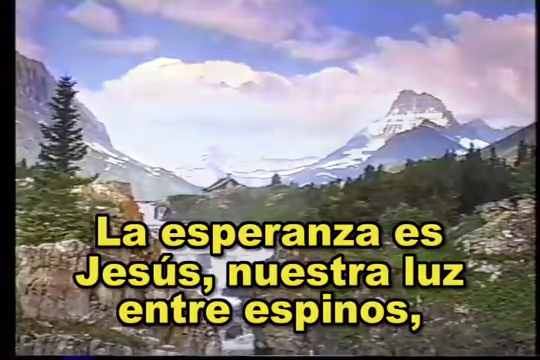 La esperanza es
Jesús, nuestra luz
entre espinos,